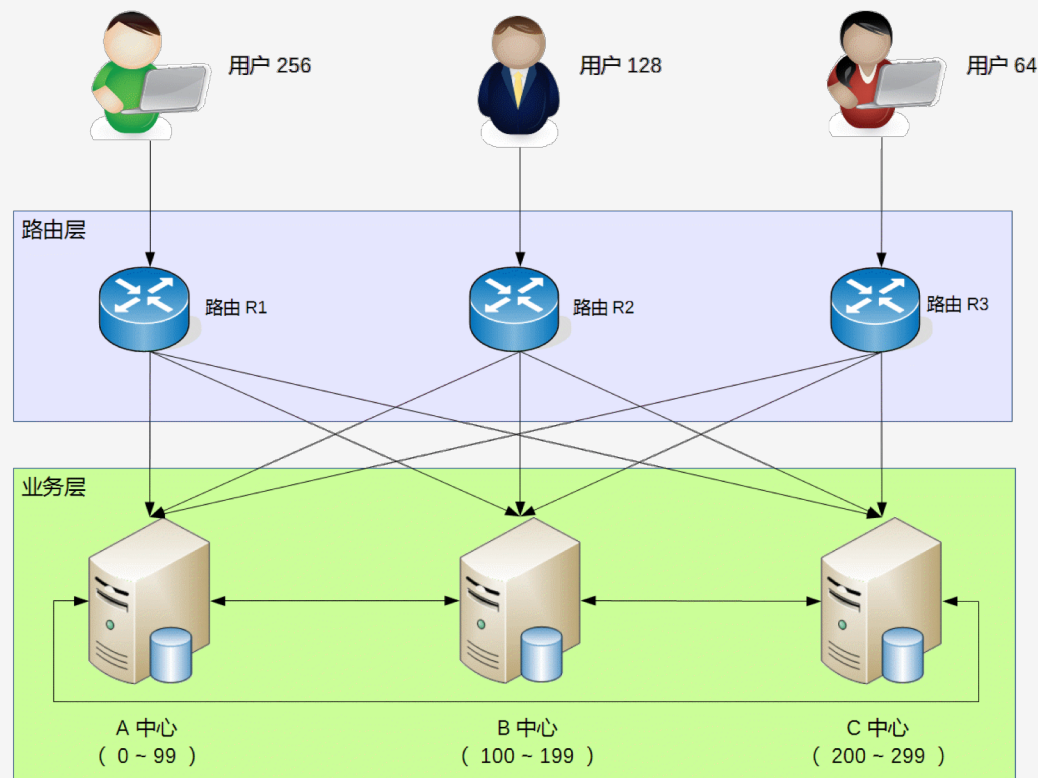 用户 256
用户 128
用户 64
路由层
路由 R1
路由 R2
路由 R3
业务层
A 中心
( 0 ~ 99 )
B 中心
( 100 ~ 199 )
C 中心
( 200 ~ 299 )